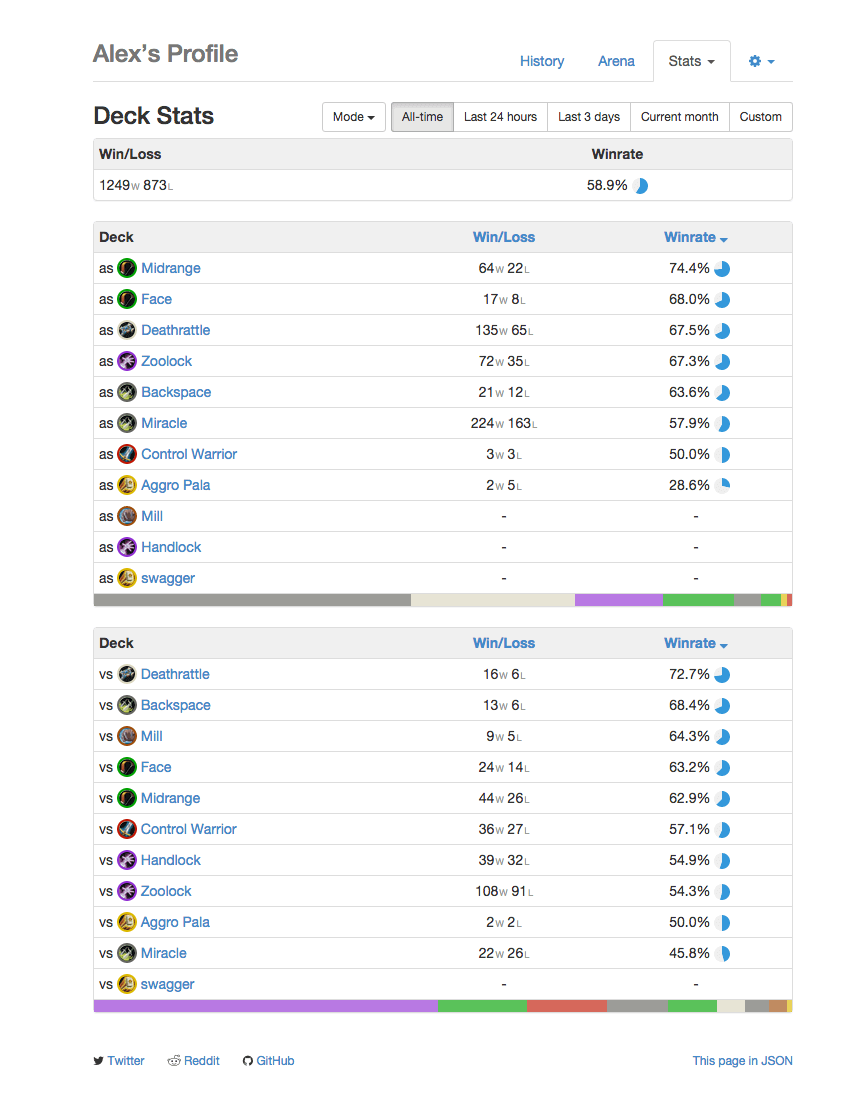 Alex’s Profile
History Arena Stats
Deck Stats
Mode All-time Last 24 hours Last 3 days Current month Custom
Win/Loss Winrate
1249W 873L 58.9%
Deck Win/Loss Winrate
as Midrange 64W 22L 74.4%
as Face 17W 8L 68.0%
as Deathrattle 135W 65L 67.5%
as Zoolock 72W 35L 67.3%
as Backspace 21W 12L 63.6%
as Miracle 224W 163L 57.9%
as Control Warrior 3W 3L 50.0%
as Aggro Pala 2W 5L 28.6%
as Mill - -
as Handlock - -
as swagger - -
Deck Win/Loss Winrate
vs Deathrattle 16W 6L 72.7%
vs Backspace 13W 6L 68.4%
vs Mill 9W 5L 64.3%
vs Face 24W 14L 63.2%
vs Midrange 44W 26L 62.9%
vs Control Warrior 36W 27L 57.1%
vs Handlock 39W 32L 54.9%
vs Zoolock 108W 91L 54.3%
vs Aggro Pala 2W 2L 50.0%
vs Miracle 22W 26L 45.8%
vs swagger - -
Twitter Reddit GitHub This page in JSON